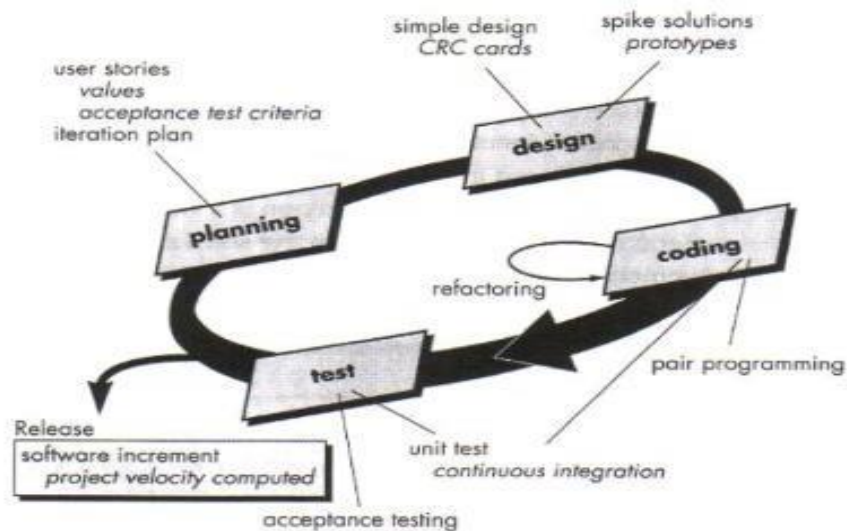 simple design
CRC cards
spike solutions
prototypes
user stories
values
acceptance test criteria
iteration plan
design
planning
coding
refactoring
test
pair programming
Release
software increment
project velocity computed
unit test
continuous integration
acceptance testing